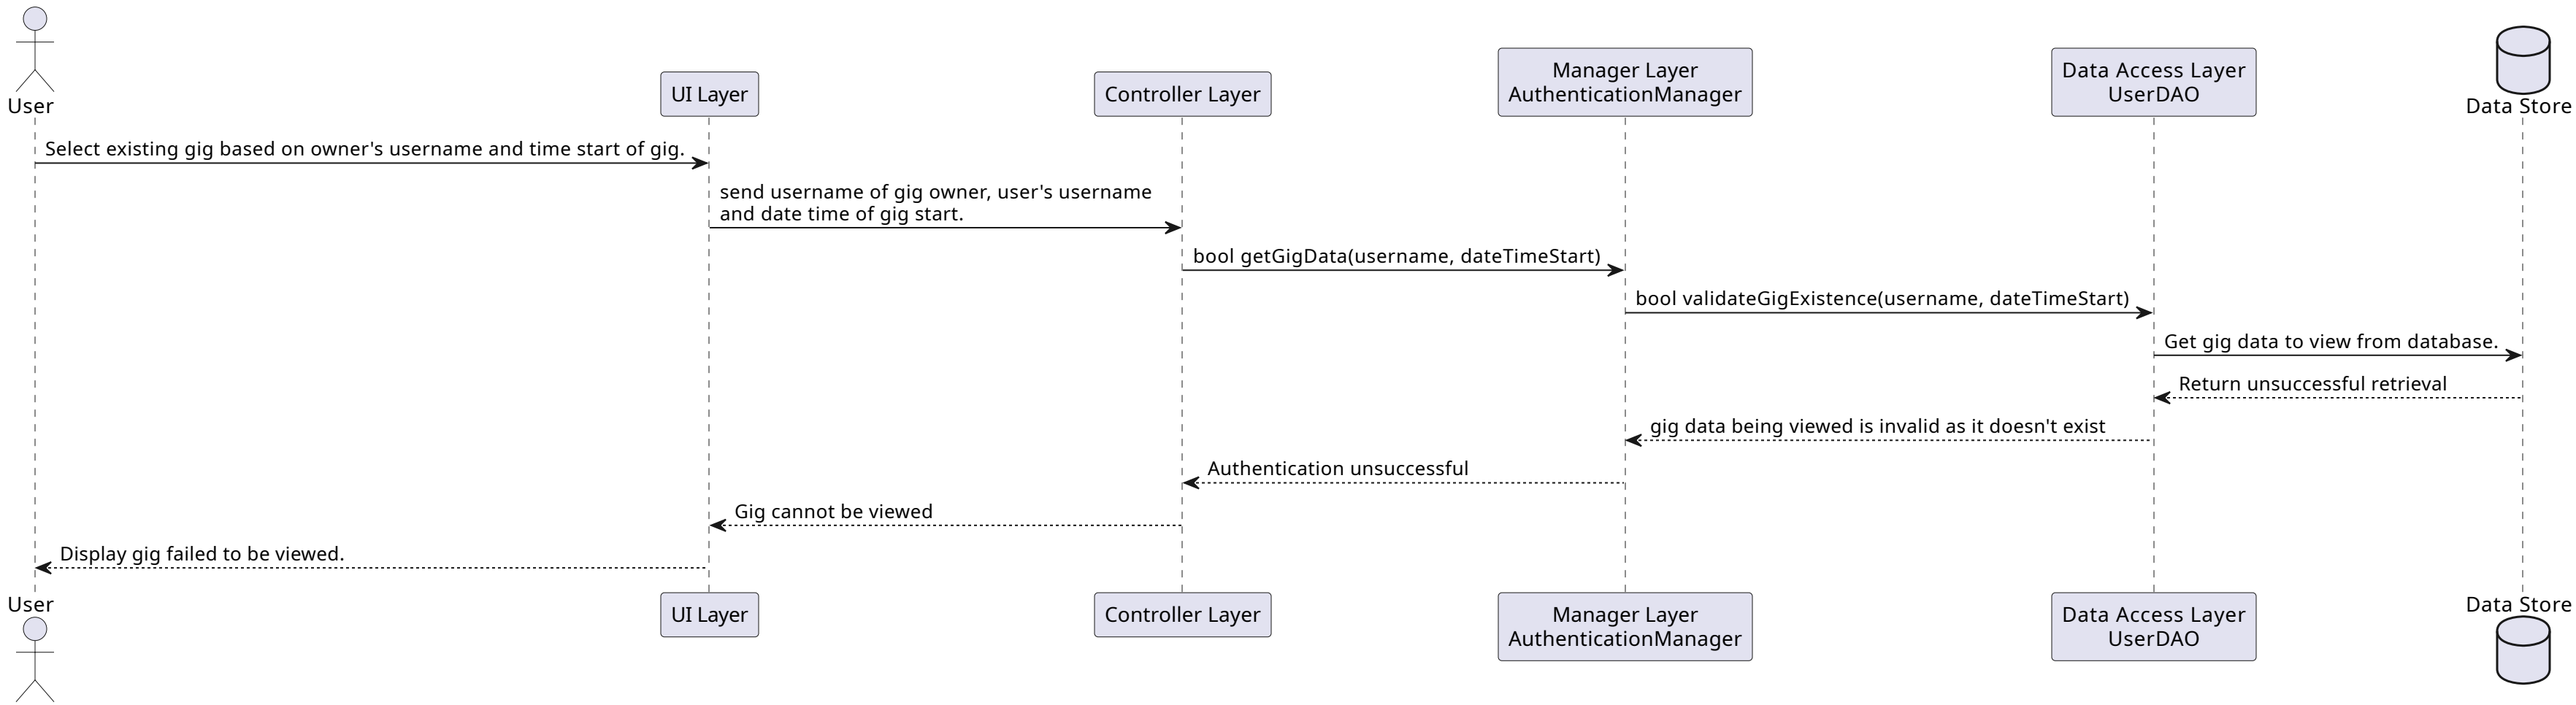 User
UI Layer
Controller Layer
Manager Layer
AuthenticationManager
Data Access Layer
UserDAO
Data Store
Select existing gig based on owner's username and time start of gig.
send username of gig owner, user's username
and date time of gig start.
bool getGigData(username, dateTimeStart)
bool validateGigExistence(username, dateTimeStart)
Get gig data to view from database.
Return unsuccessful retrieval
gig data being viewed is invalid as it doesn't exist
Authentication unsuccessful
Gig cannot be viewed
Display gig failed to be viewed.
User
UI Layer
Controller Layer
Manager Layer
AuthenticationManager
Data Access Layer
UserDAO
Data Store